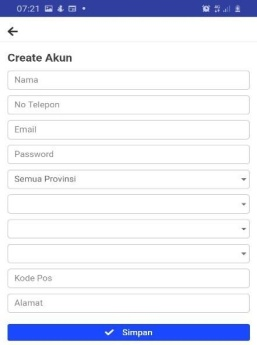 07:21
Create Akun
Nama
No Telepon
Email
Password
Semua Provinsi
Kode Pos
Alamat
Simpan